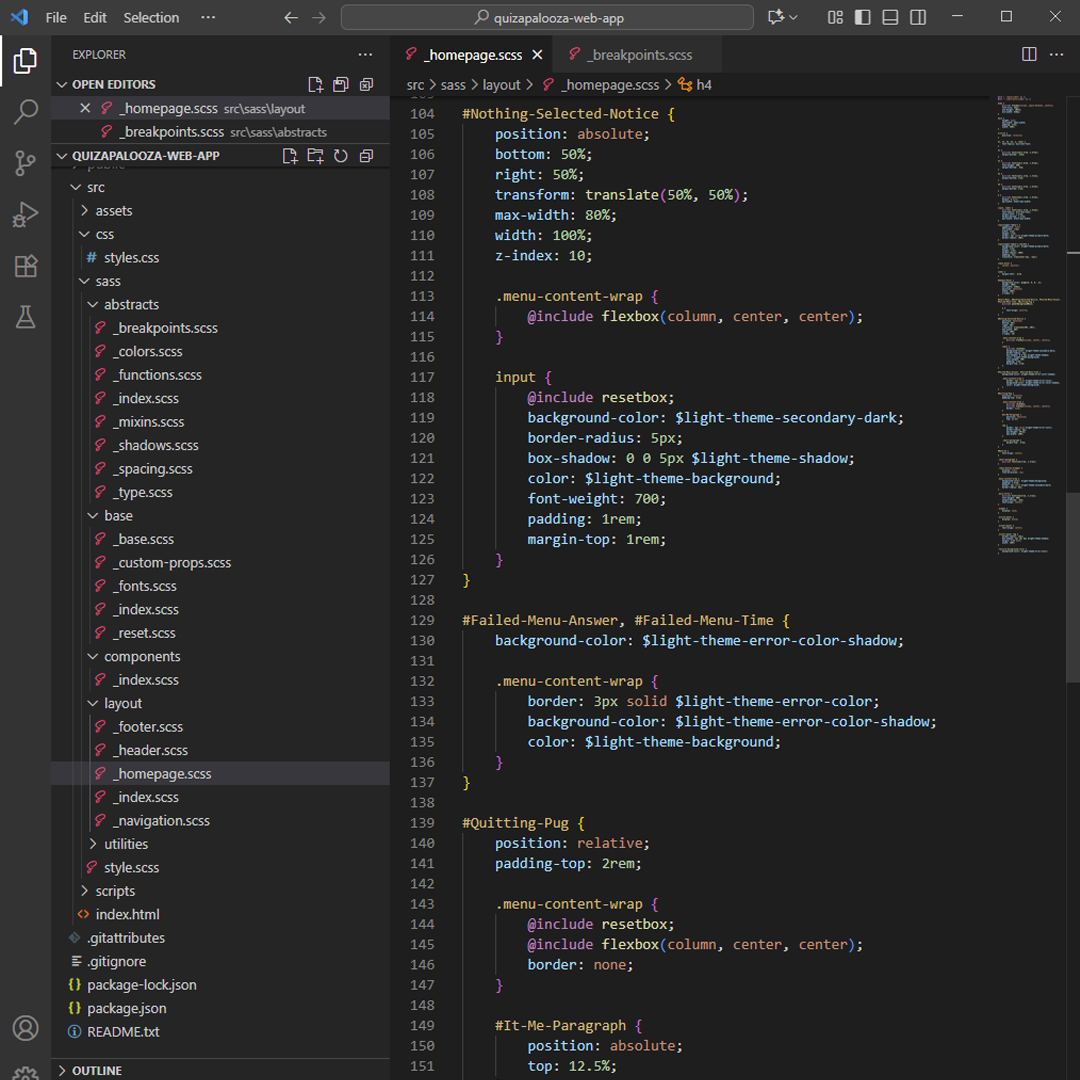 File Edit Selection ··· quizapalooza-web-app
EXPLORER
OPEN EDITORS
_homepage.scss src\sass\layout
_breakpoints.scss src\sass\abstracts
QUIZAPALOOZA-WEB-APP
src
assets
css
# styles.css
sass
abstracts
_breakpoints.scss
_colors.scss
_functions.scss
_index.scss
_mixins.scss
_shadows.scss
_spacing.scss
_type.scss
base
_base.scss
_custom-props.scss
_fonts.scss
_index.scss
_reset.scss
components
_index.scss
layout
_footer.scss
_header.scss
_homepage.scss
_index.scss
_navigation.scss
utilities
style.scss
scripts
<> index.html
.gitattributes
.gitignore
{} package-lock.json
{} package.json
README.txt
OUTLINE
_homepage.scss _breakpoints.scss
src > sass > layout > _homepage.scss > h4
104 #Nothing-Selected-Notice {
105 position: absolute;
106 bottom: 50%;
107 right: 50%;
108 transform: translate(50%, 50%);
109 max-width: 80%;
110 width: 100%;
111 z-index: 10;
112
113 .menu-content-wrap {
114 @include flexbox(column, center, center);
115 }
116
117 input {
118 @include resetbox;
119 background-color: $light-theme-secondary-dark;
120 border-radius: 5px;
121 box-shadow: 0 0 5px $light-theme-shadow;
122 color: $light-theme-background;
123 font-weight: 700;
124 padding: 1rem;
125 margin-top: 1rem;
126 }
127 }
128
129 #Failed-Menu-Answer, #Failed-Menu-Time {
130 background-color: $light-theme-error-color-shadow;
131
132 .menu-content-wrap {
133 border: 3px solid $light-theme-error-color;
134 background-color: $light-theme-error-color-shadow;
135 color: $light-theme-background;
136 }
137 }
138
139 #Quitting-Pug {
140 position: relative;
141 padding-top: 2rem;
142
143 .menu-content-wrap {
144 @include resetbox;
145 @include flexbox(column, center, center);
146 border: none;
147 }
148
149 #It-Me-Paragraph {
150 position: absolute;
151 top: 12.5%;